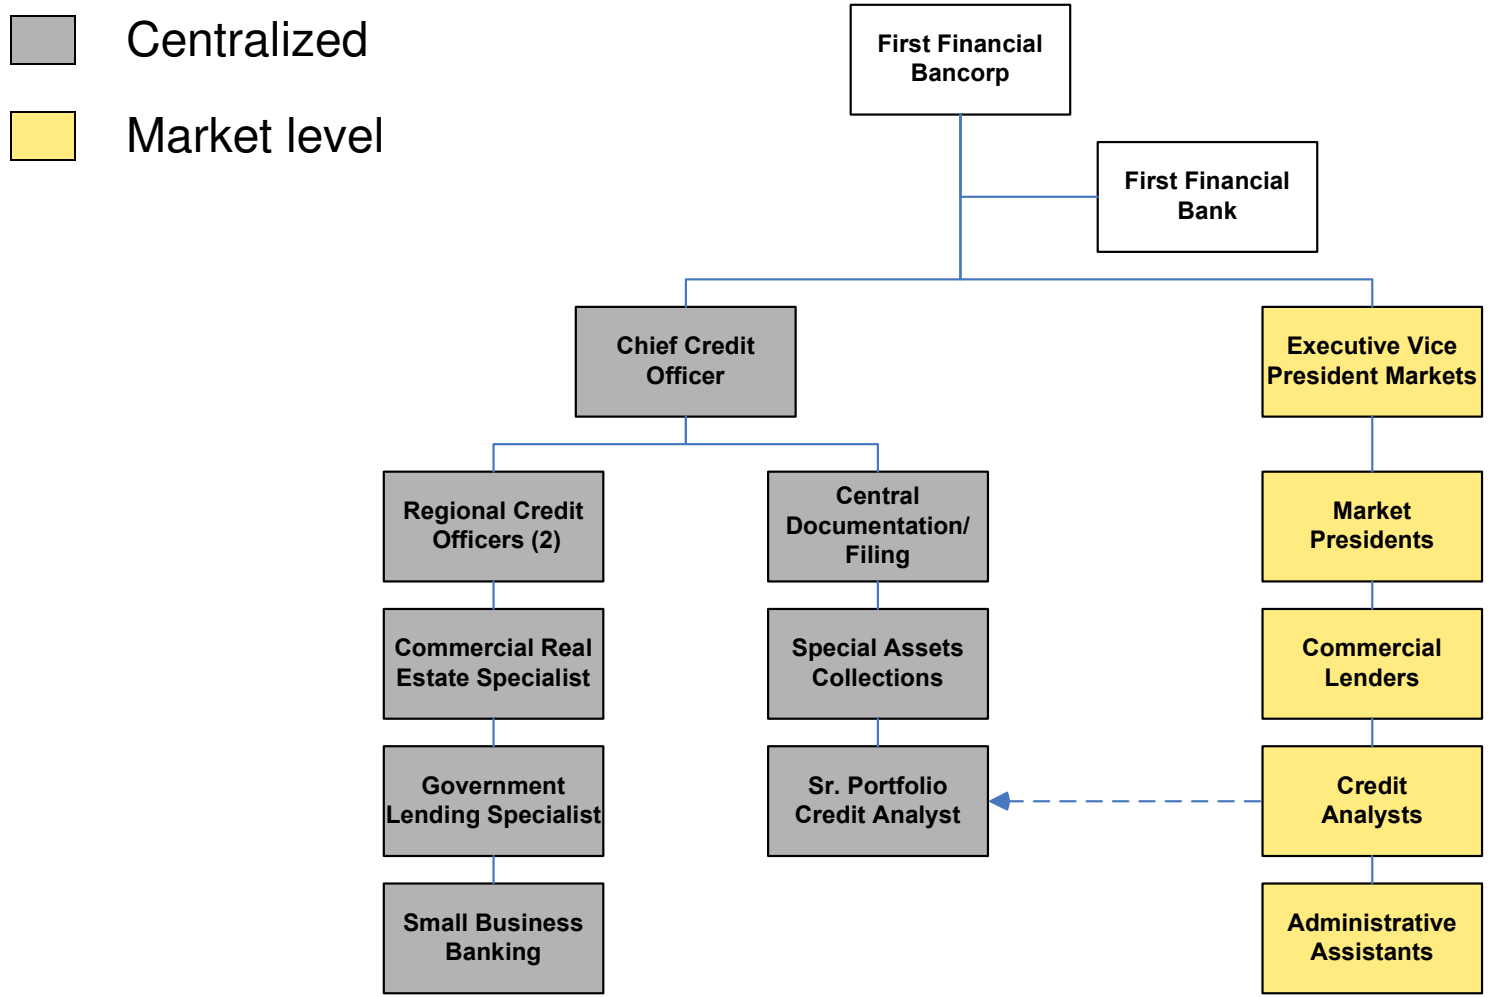 Centralized
Market level
First Financial
Bancorp
First Financial
Bank
Chief Credit
Officer
Executive Vice
President Markets
Regional Credit
Officers (2)
Central
Documentation/
Filing
Market
Presidents
Commercial Real
Estate Specialist
Special Assets
Collections
Commercial
Lenders
Government
Lending Specialist
Sr. Portfolio
Credit Analyst
Credit
Analysts
Small Business
Banking
Administrative
Assistants